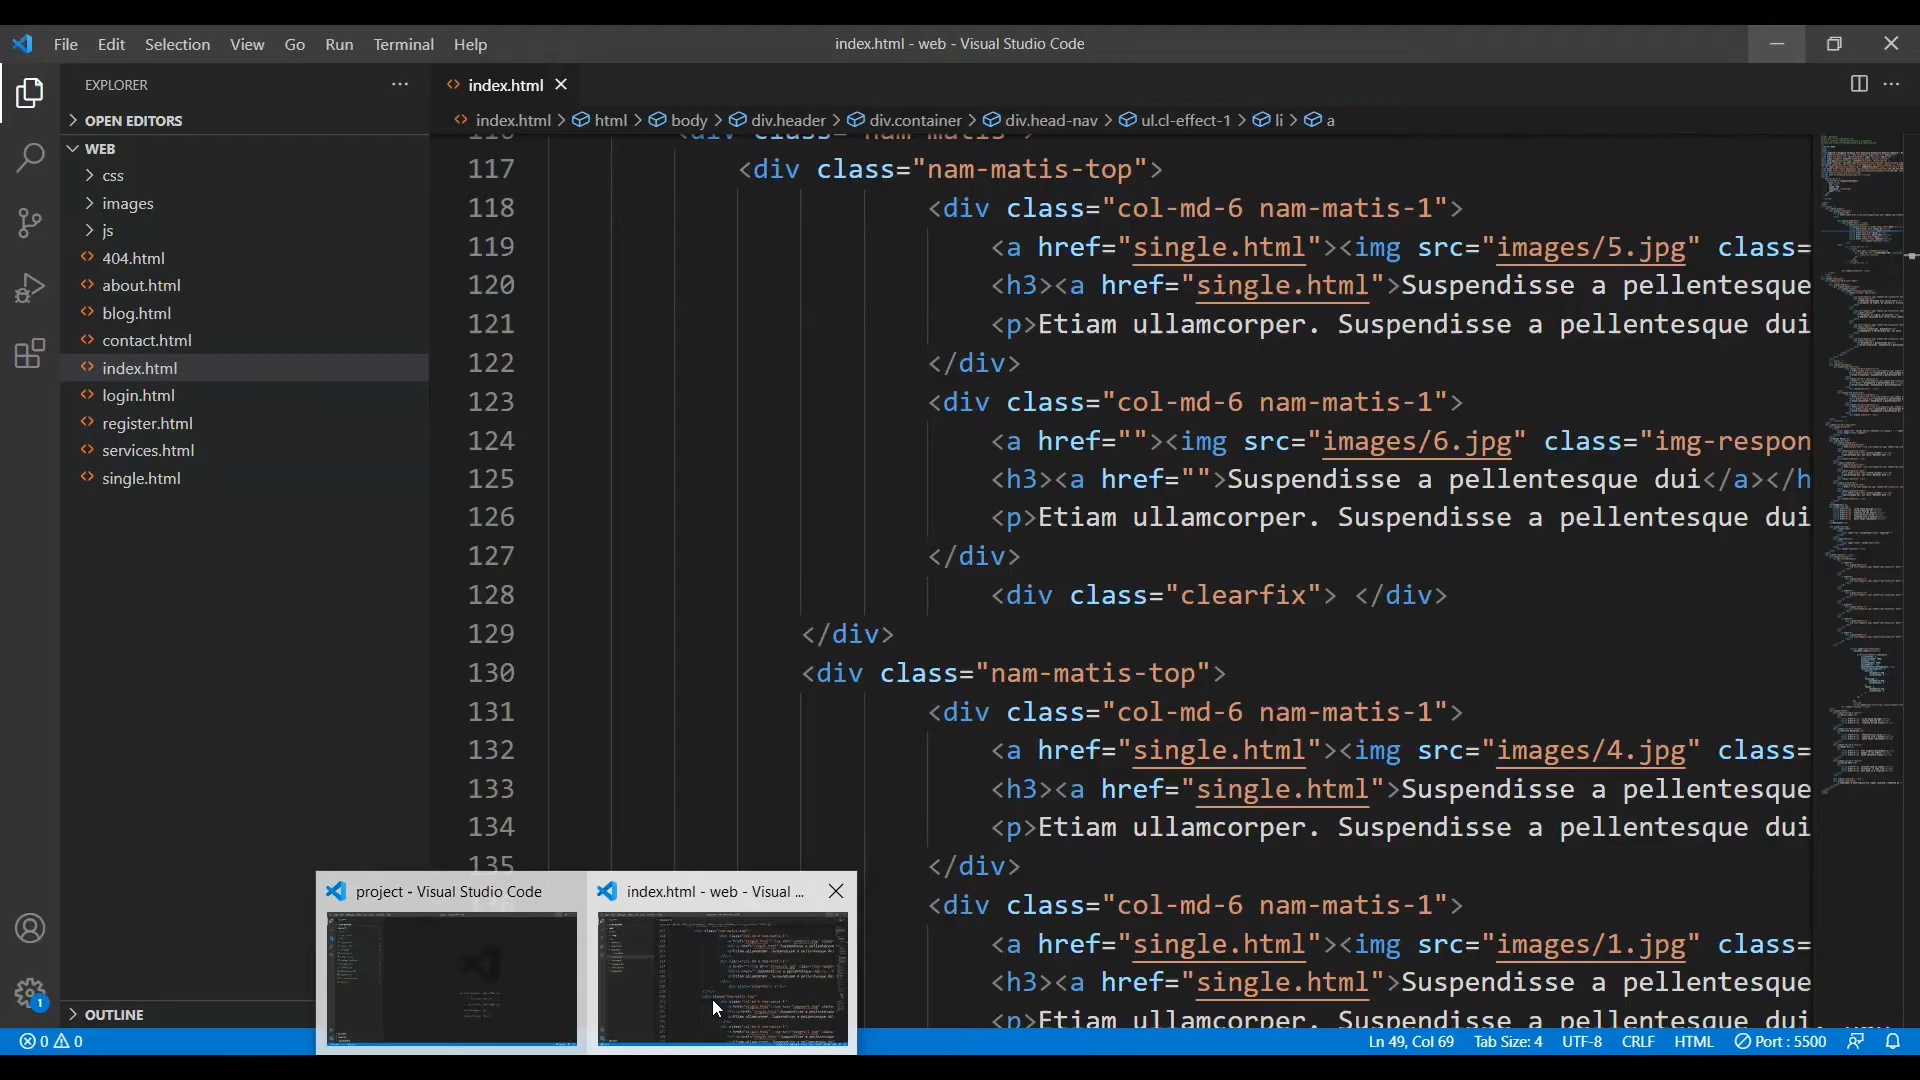 File Edit Selection View Go Run Terminal Help
index.html - web - Visual Studio Code
EXPLORER
index.html
OPEN EDITORS
index.html > html > body > div.header > div.container > div.head-nav > ul.cl-effect-1 > li > a
WEB
css
images
js
404.html
about.html
blog.html
contact.html
index.html
login.html
register.html
services.html
single.html
116 <div class="nam-matis">
117 <div class="nam-matis-top">
118 <div class="col-md-6 nam-matis-1">
119 <a href="single.html"><img src="images/5.jpg" class=
120 <h3><a href="single.html">Suspendisse a pellentesque
121 <p>Etiam ullamcorper. Suspendisse a pellentesque dui
122 </div>
123 <div class="col-md-6 nam-matis-1">
124 <a href=""><img src="images/6.jpg" class="img-respon
125 <h3><a href="">Suspendisse a pellentesque dui</a></h
126 <p>Etiam ullamcorper. Suspendisse a pellentesque dui
127 </div>
128 <div class="clearfix"> </div>
129 </div>
130 <div class="nam-matis-top">
131 <div class="col-md-6 nam-matis-1">
132 <a href="single.html"><img src="images/4.jpg" class=
133 <h3><a href="single.html">Suspendisse a pellentesque
134 <p>Etiam ullamcorper. Suspendisse a pellentesque dui
135 </div>
<div class="col-md-6 nam-matis-1">
<a href="single.html"><img src="images/1.jpg" class=
<h3><a href="single.html">Suspendisse a pellentesque
<p>Etiam ullamcorper. Suspendisse a pellentesque dui
project - Visual Studio Code
index.html - web - Visual ...
1
OUTLINE
0 0
Ln 49, Col 69 Tab Size: 4 UTF-8 CRLF HTML Port : 5500